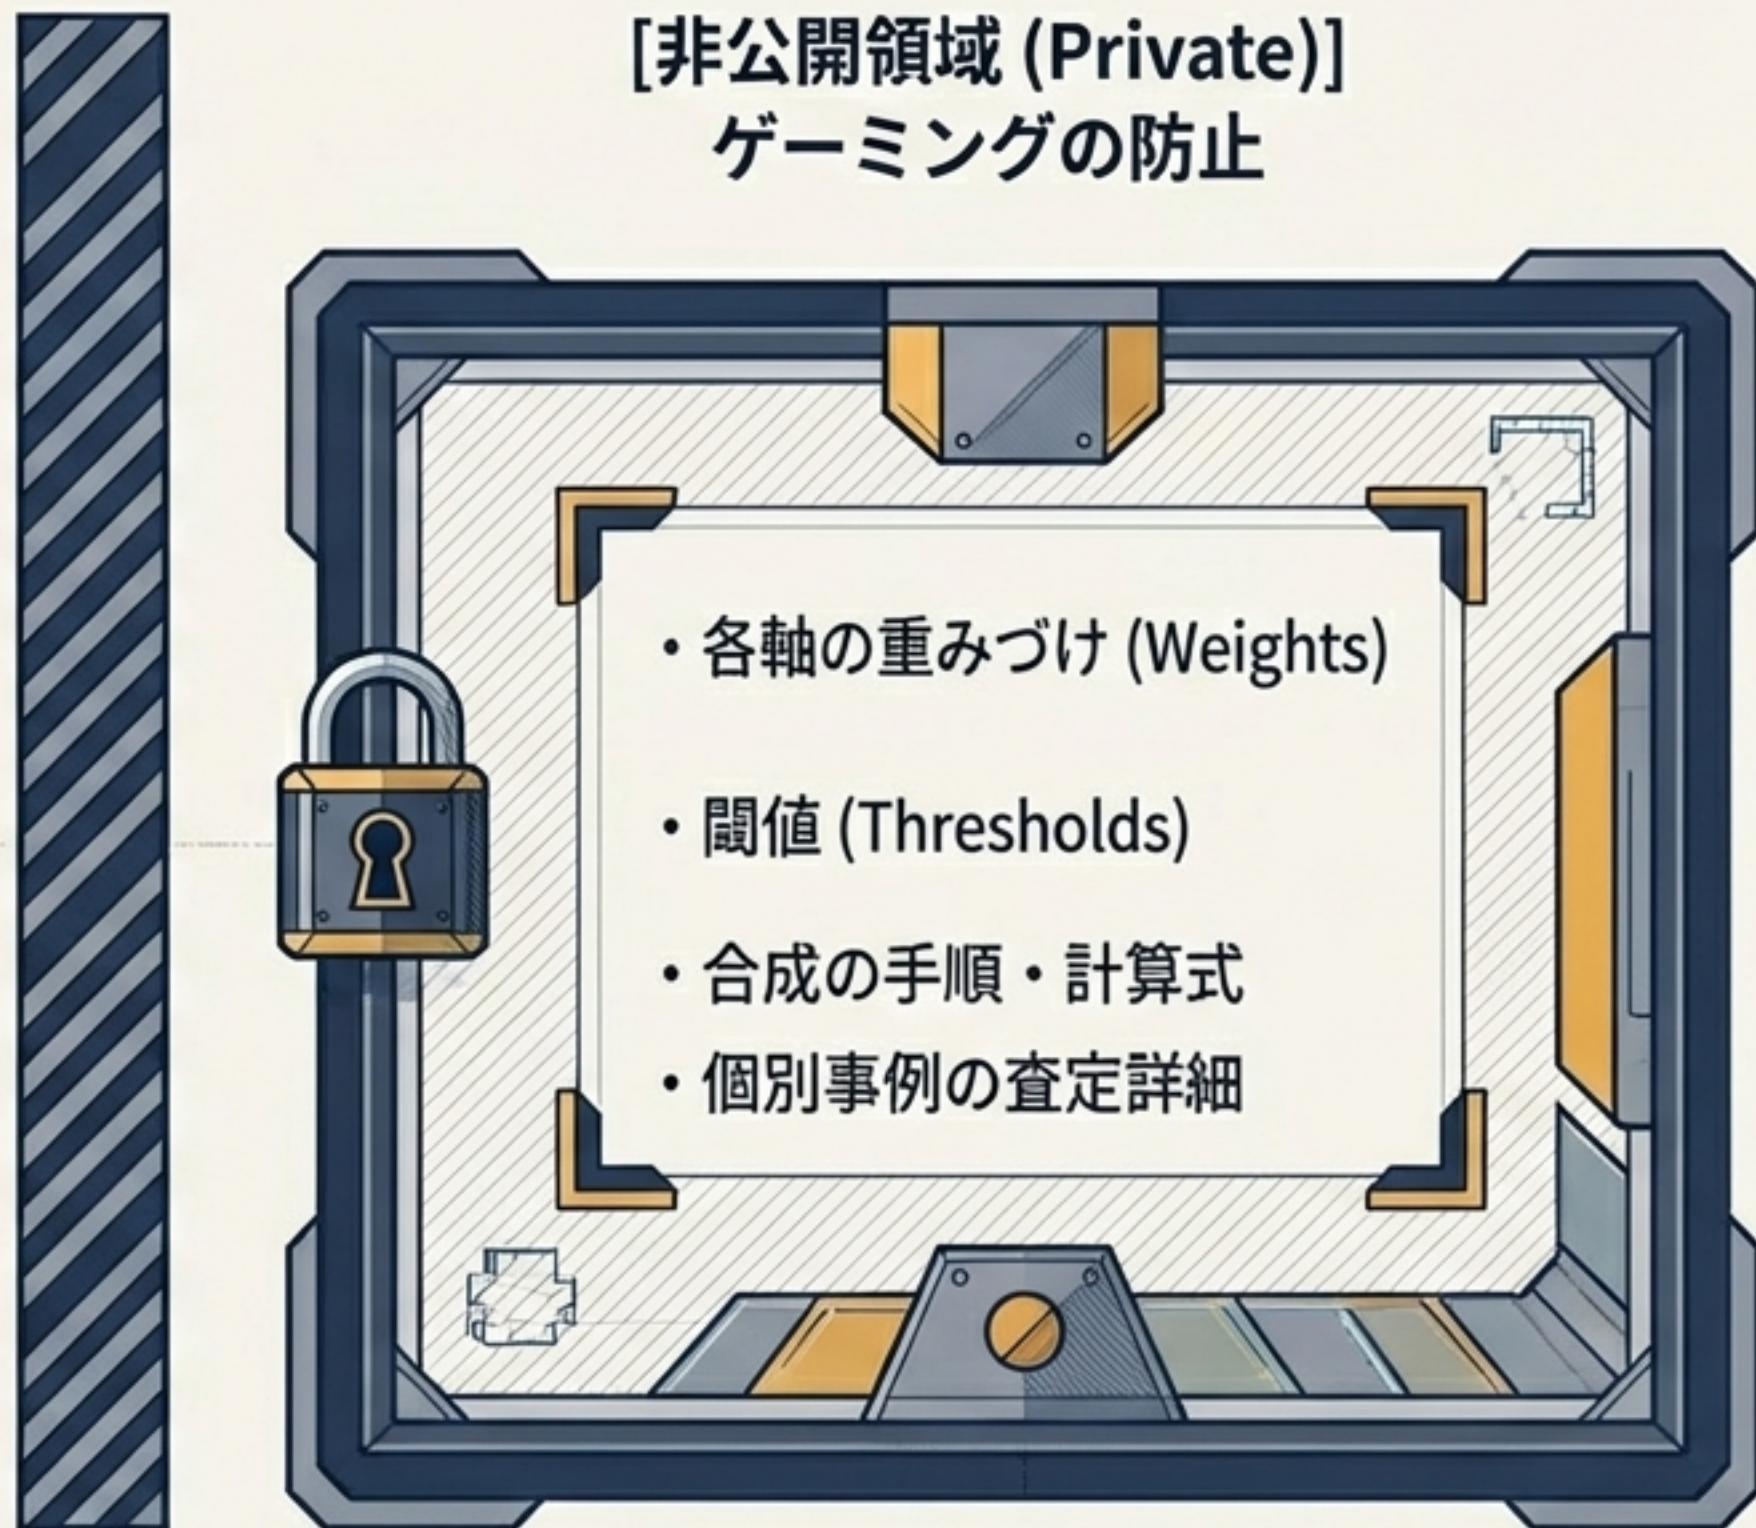 [非公開領域 (Private)]
ゲーミングの防止
・各軸の重みづけ (Weights)
・閾値 (Thresholds)
・合成の手順・計算式
・個別事例の査定詳細